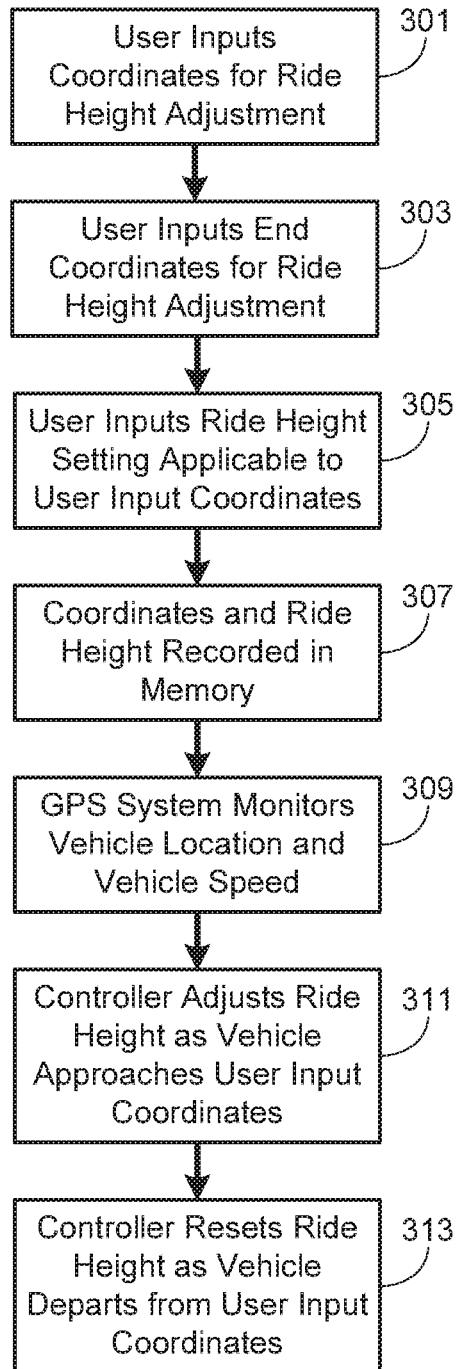 User Inputs
Coordinates for Ride
Height Adjustment
301
User Inputs End
Coordinates for Ride
Height Adjustment
303
User Inputs Ride Height
Setting Applicable to
User Input Coordinates
305
Coordinates and Ride
Height Recorded in
Memory
307
GPS System Monitors
Vehicle Location and
Vehicle Speed
309
Controller Adjusts Ride
Height as Vehicle
Approaches User Input
Coordinates
311
Controller Resets Ride
Height as Vehicle
Departs from User Input
Coordinates
313